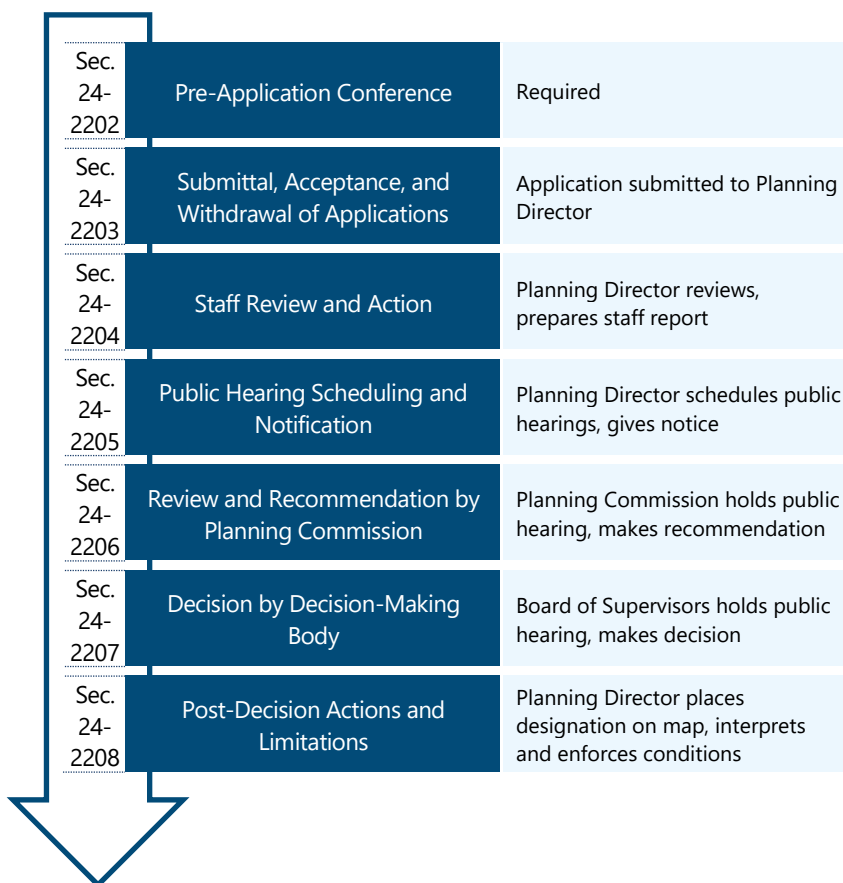 Sec.
24-
2202
Pre-Application Conference
Required
Sec.
24-
2203
Submittal, Acceptance, and
Withdrawal of Applications
Application submitted to Planning
Director
Sec.
24-
2204
Staff Review and Action
Planning Director reviews,
prepares staff report
Sec.
24-
2205
Public Hearing Scheduling and
Notification
Planning Director schedules public
hearings, gives notice
Sec.
24-
2206
Review and Recommendation by
Planning Commission
Planning Commission holds public
hearing, makes recommendation
Sec.
24-
2207
Decision by Decision-Making
Body
Board of Supervisors holds public
hearing, makes decision
Sec.
24-
2208
Post-Decision Actions and
Limitations
Planning Director places
designation on map, interprets
and enforces conditions